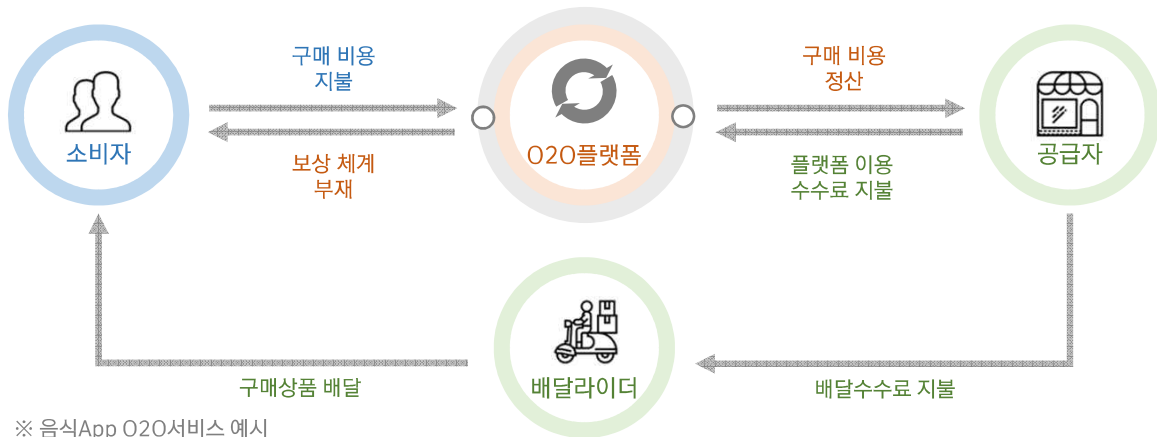 구매 비용
지불
소비자
보상 체계
부재
O2O플랫폼
구매 비용
정산
플랫폼 이용
수수료 지불
공급자
구매상품 배달
배달라이더
배달수수료 지불
※ 음식App O2O서비스 예시